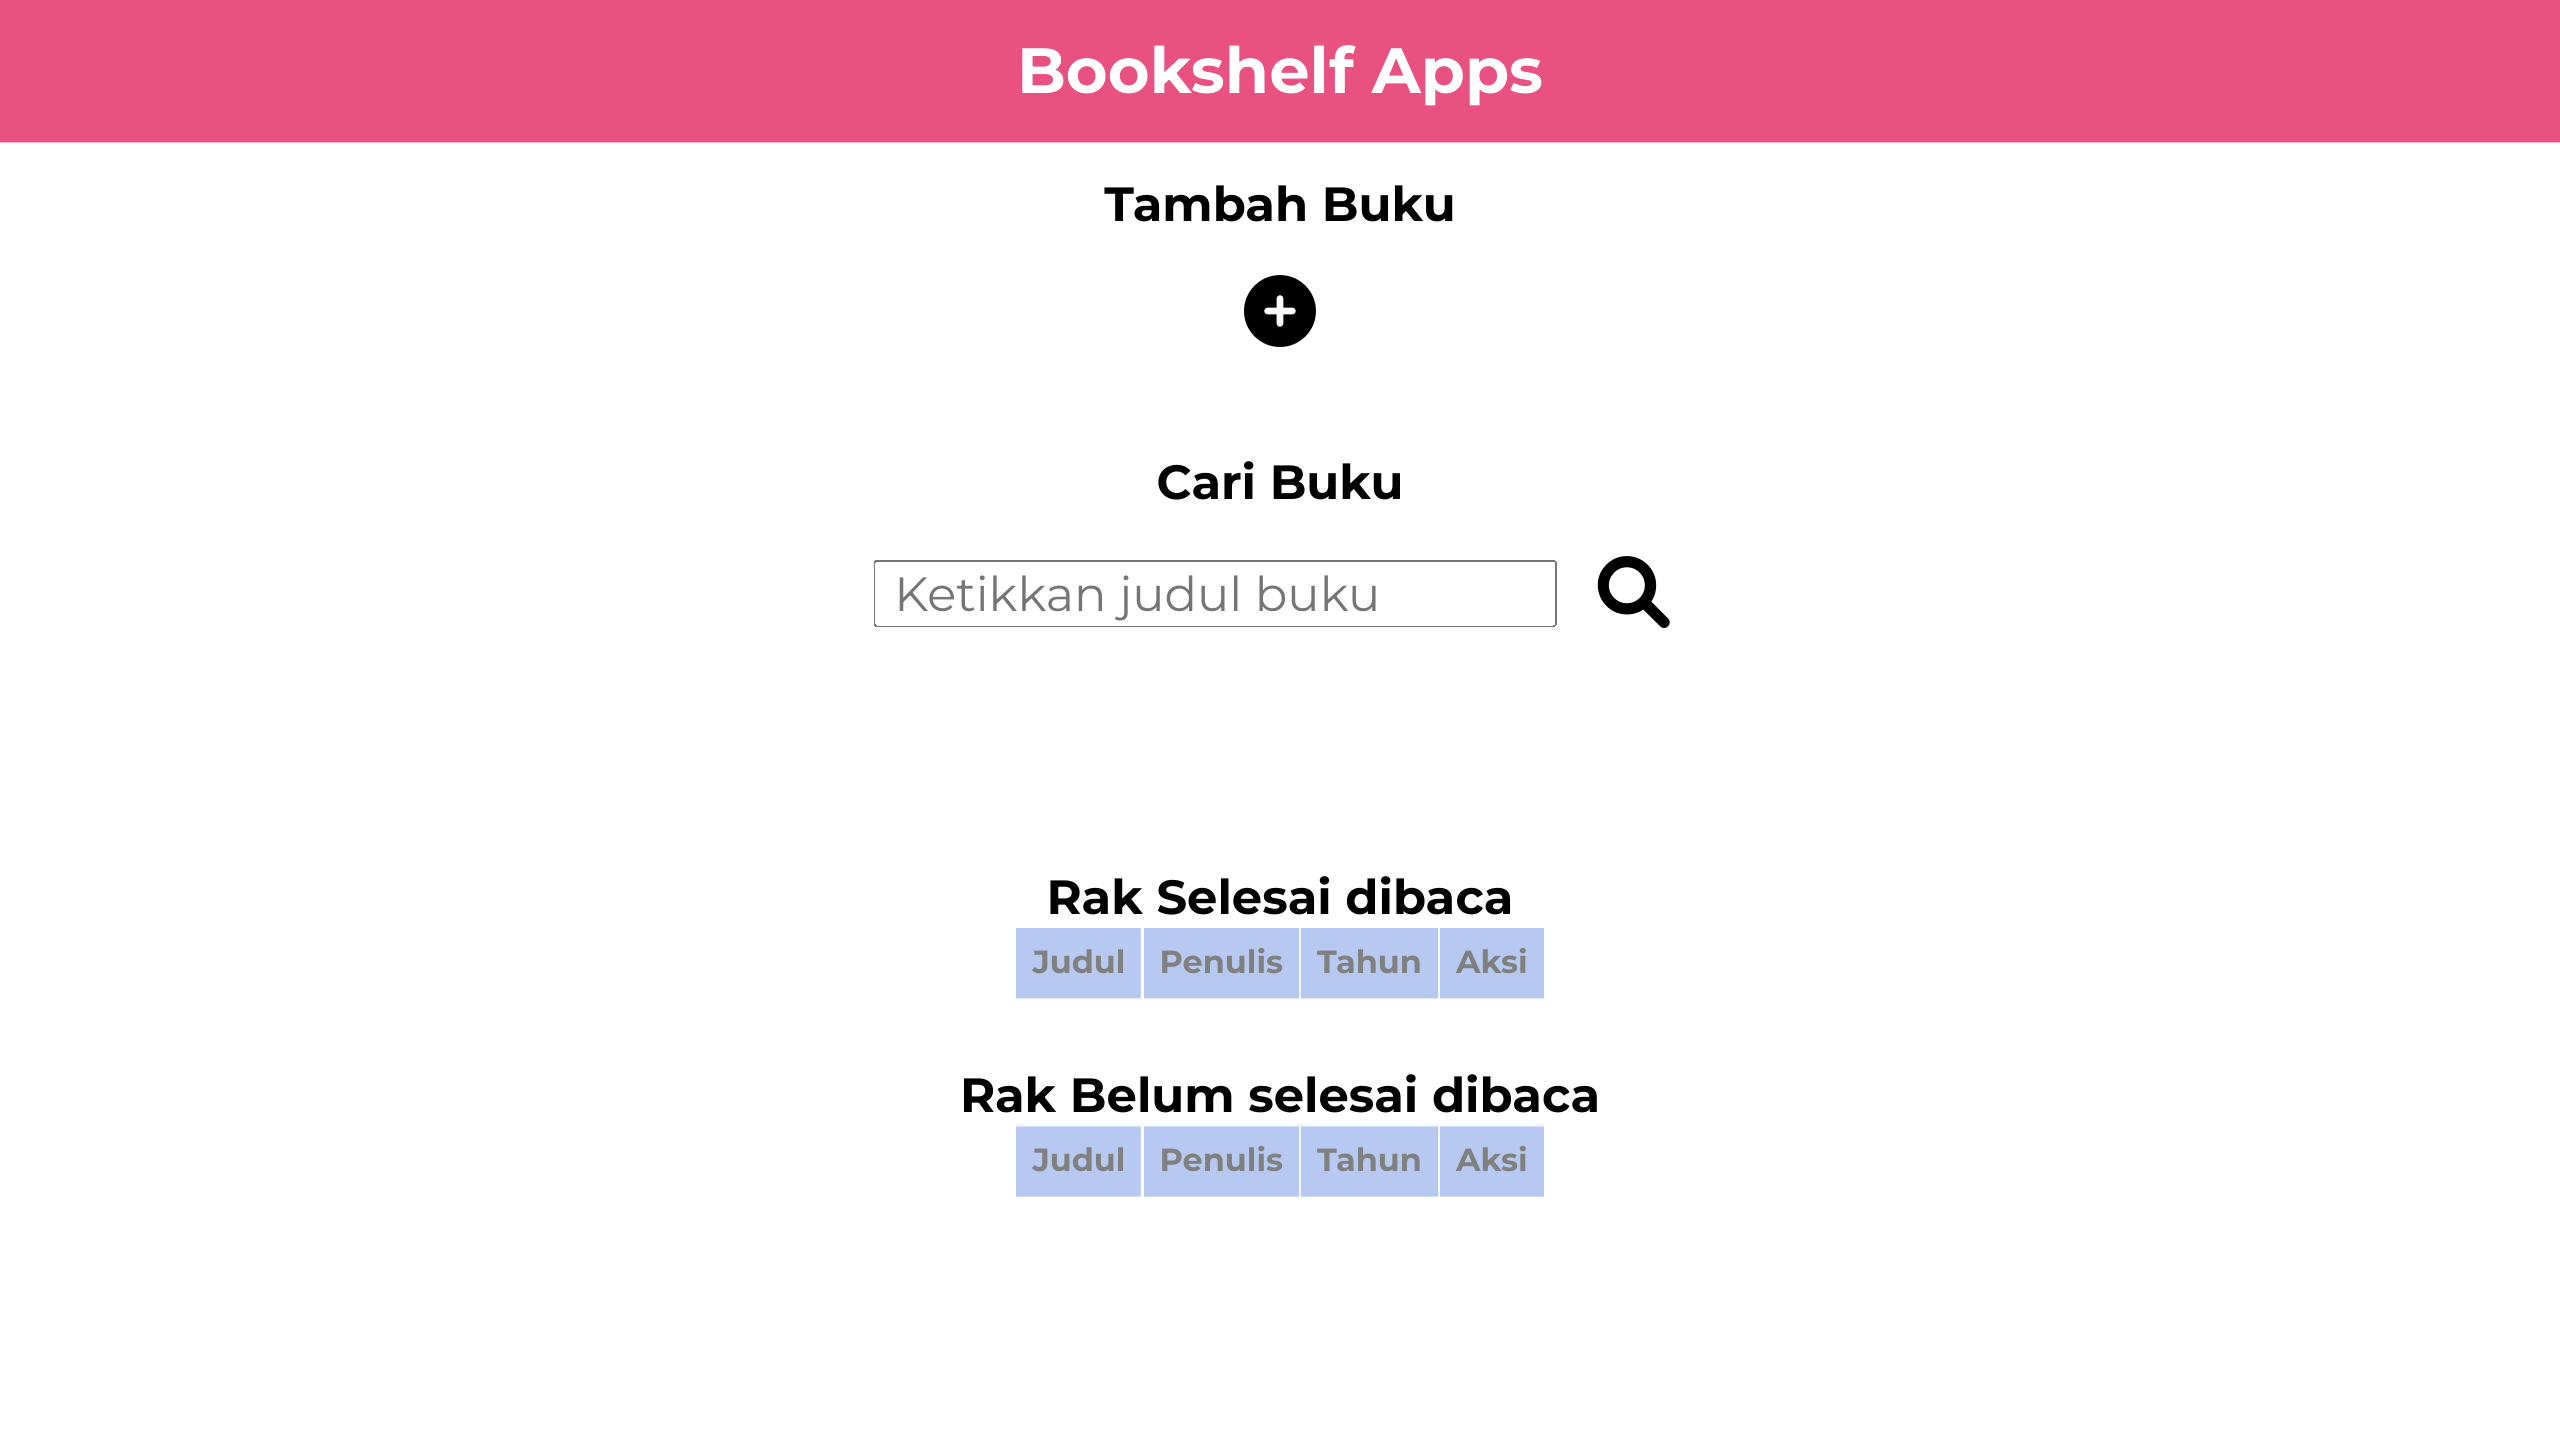 Bookshelf Apps
Tambah Buku
Cari Buku
Ketikkan judul buku
Rak Selesai dibaca
Judul Penulis Tahun Aksi
Rak Belum selesai dibaca
Judul Penulis Tahun Aksi